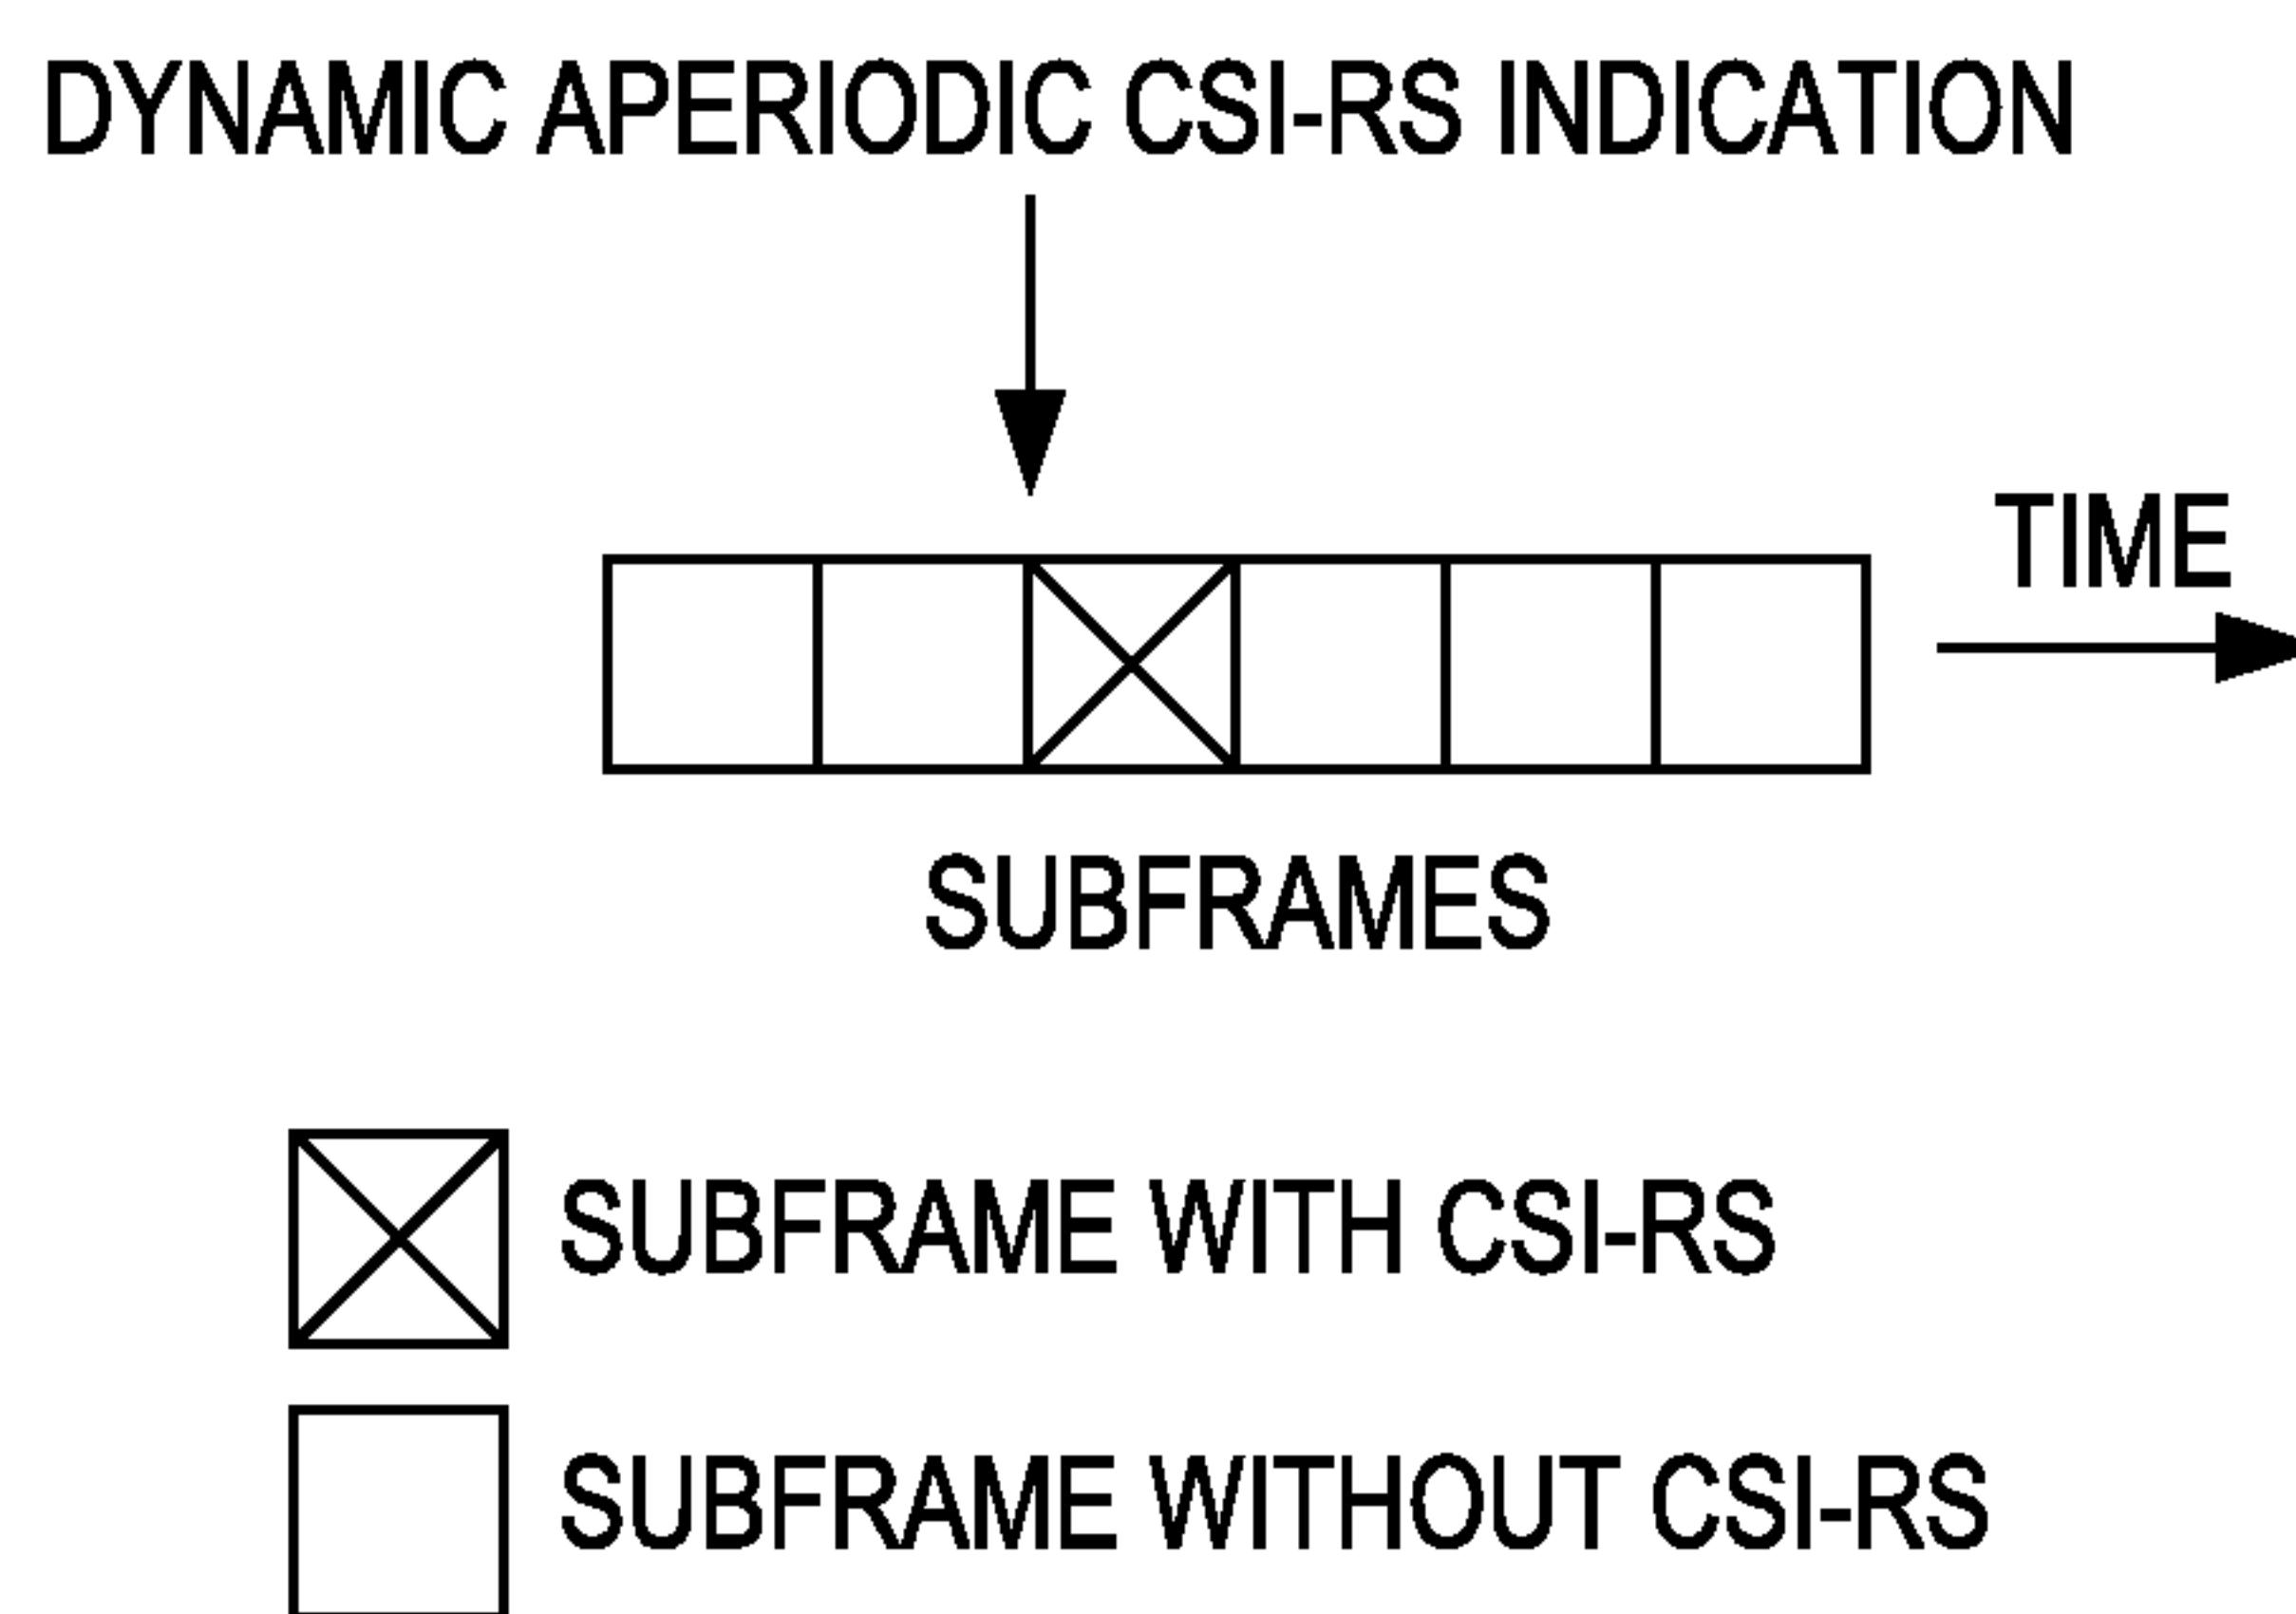 DYNAMIC APERIODIC CSI-RS INDICATION
TIME
SUBFRAMES
SUBFRAME WITH CSI-RS
SUBFRAME WITHOUT CSI-RS